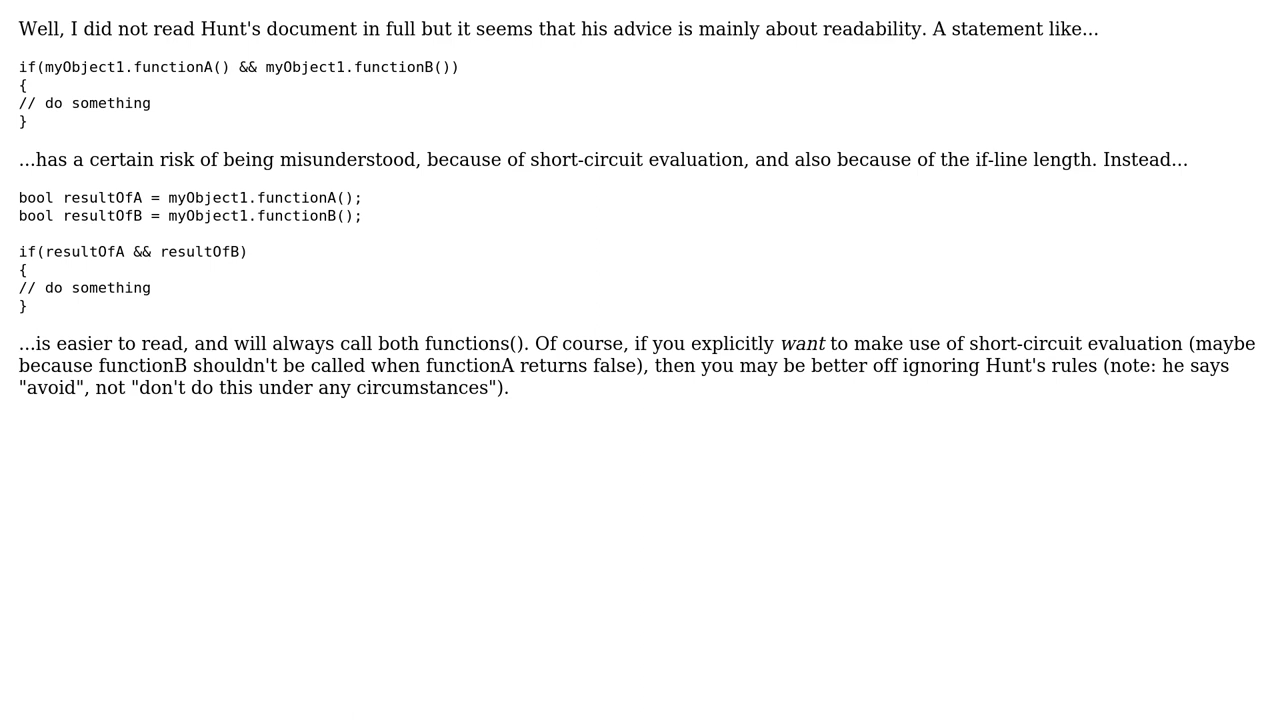 Well, I did not read Hunt's document in full but it seems that his advice is mainly about readability. A statement like...
if(myObject1.functionA() && myObject1.functionB())
{
// do something
}
...has a certain risk of being misunderstood, because of short-circuit evaluation, and also because of the if-line length. Instead...
bool resultOfA = myObject1.functionA();
bool resultOfB = myObject1.functionB();
if(resultOfA && resultOfB)
{
// do something
}
...is easier to read, and will always call both functions(). Of course, if you explicitly want to make use of short-circuit evaluation (maybe
because functionB shouldn't be called when functionA returns false), then you may be better off ignoring Hunt's rules (note: he says
"avoid", not "don't do this under any circumstances").